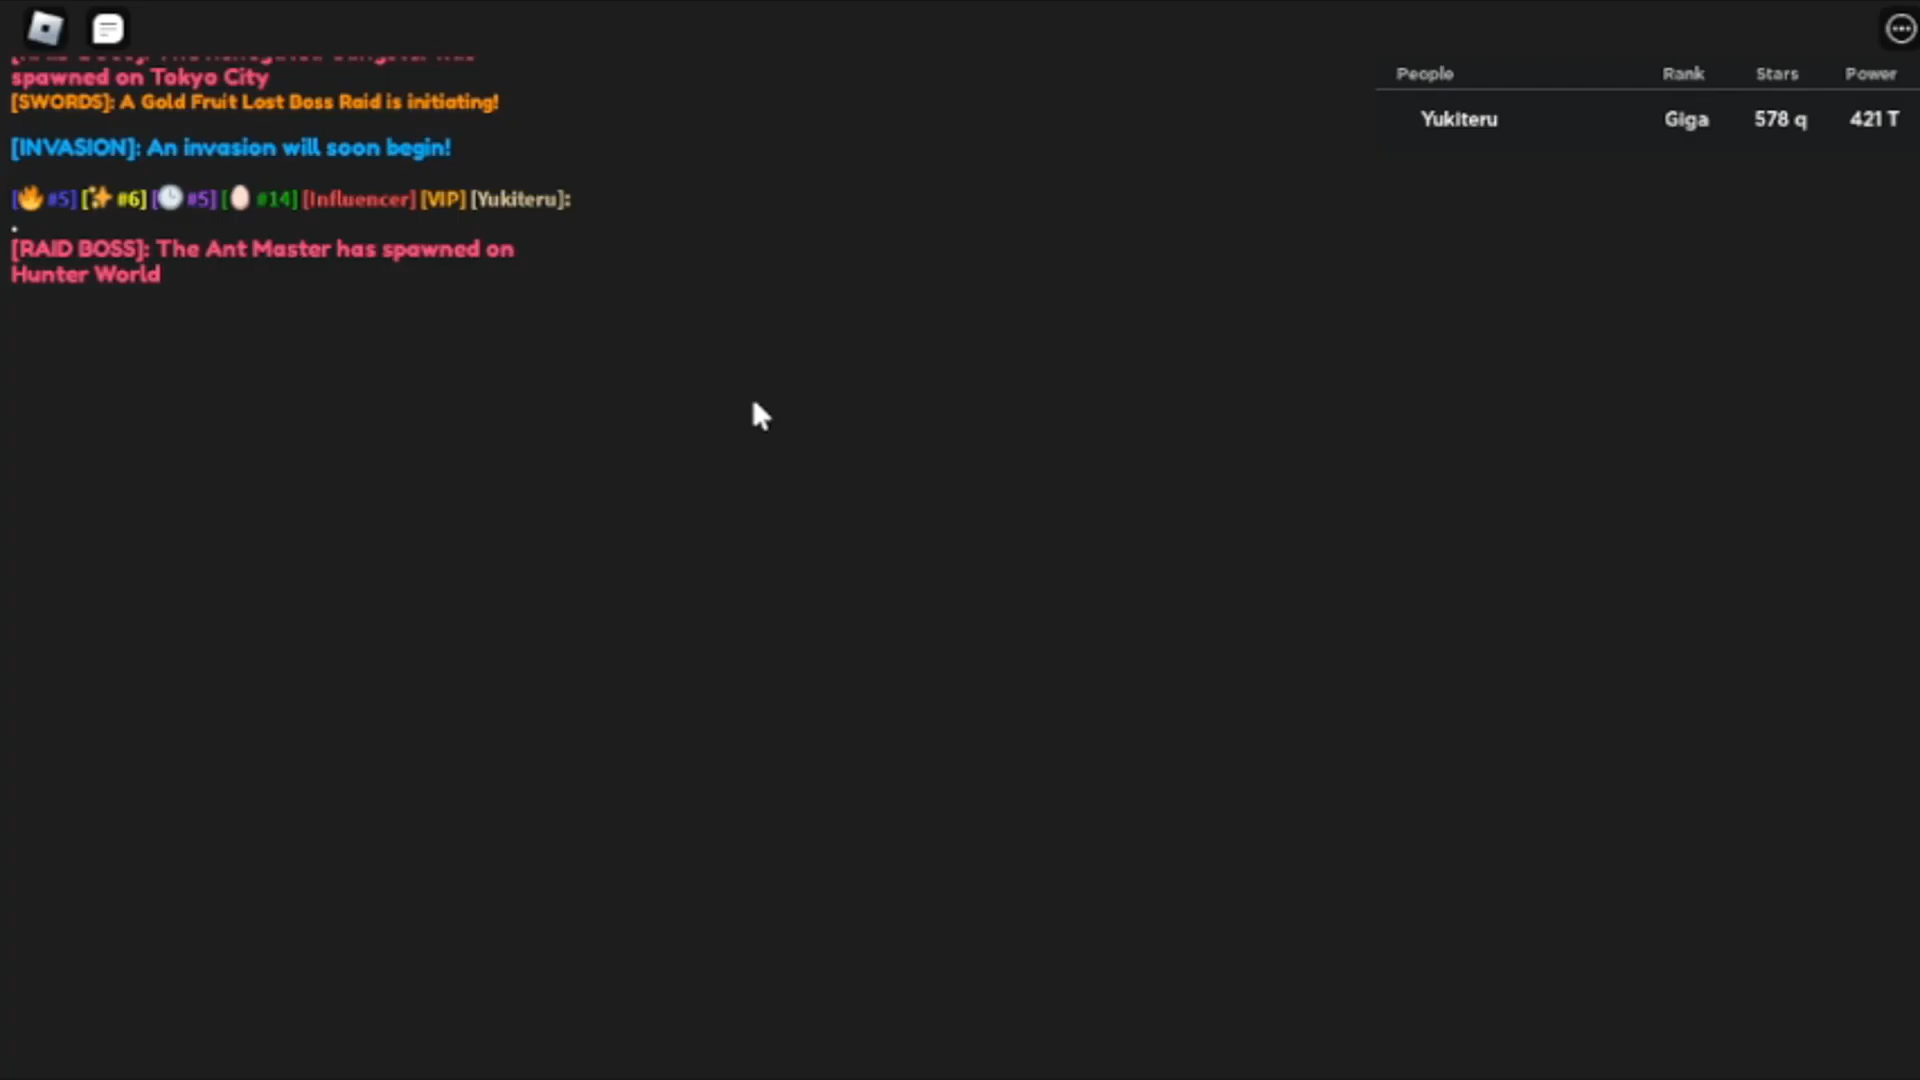 spawned on Tokyo City
[SWORDS]: A Gold Fruit Lost Boss Raid is initiating!
[INVASION]: An invasion will soon begin!
[🔥 #5] [✨ #6] [🕒 #5] [🥚 #14] [Influencer] [VIP] [Yukiteru]:
.
[RAID BOSS]: The Ant Master has spawned on
Hunter World
People Rank Stars Power
Yukiteru Giga 578 q 421 T